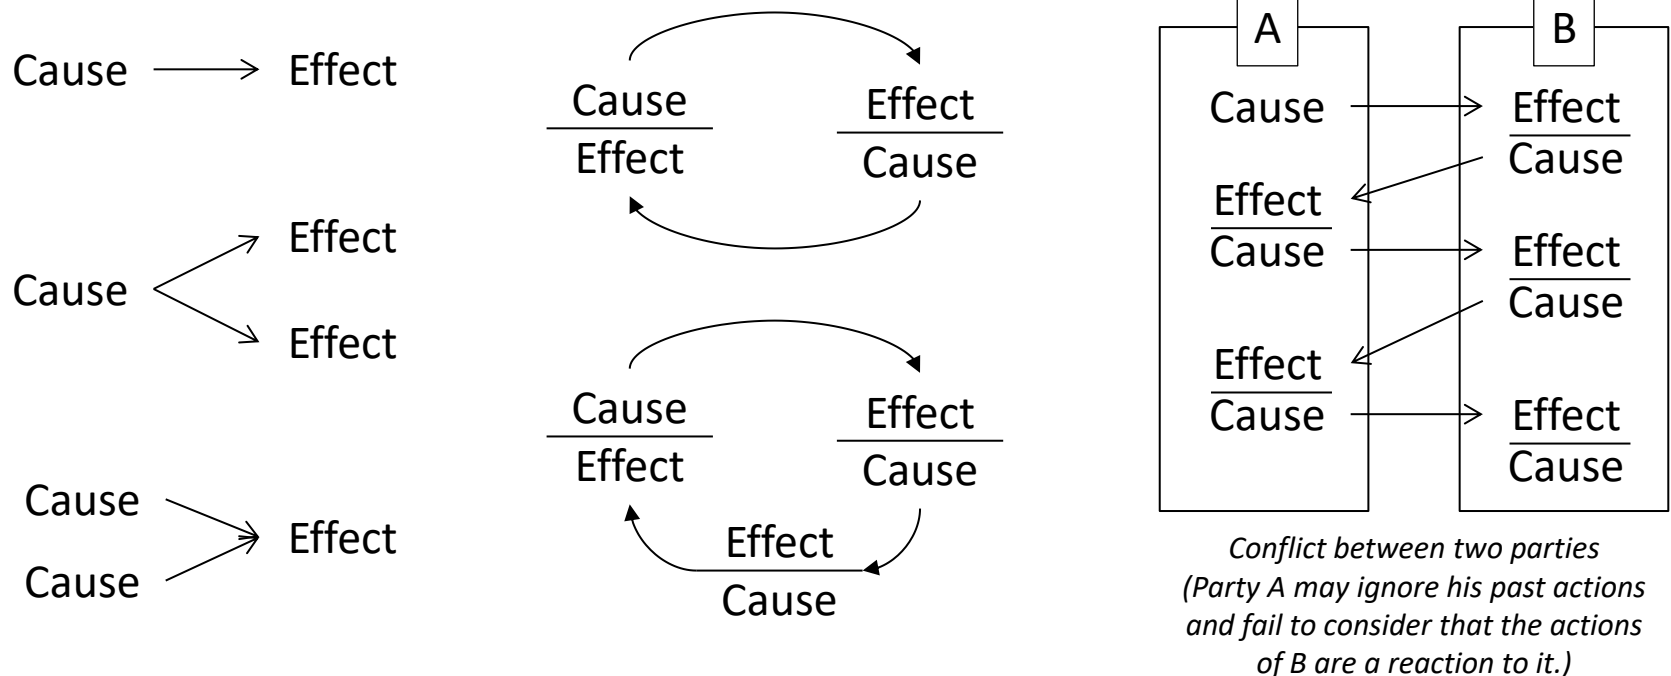 Cause
Effect
Cause
Effect
Effect
Cause
Cause
Effect
Cause
Effect
Effect
Cause
Cause
Effect
Effect
Cause
Effect
Cause
A
B
Cause
Effect
Cause
Effect
Cause
Effect
Cause
Effect
Cause
Effect
Cause
Conflict between two parties
(Party A may ignore his past actions
and fail to consider that the actions
of B are a reaction to it.)